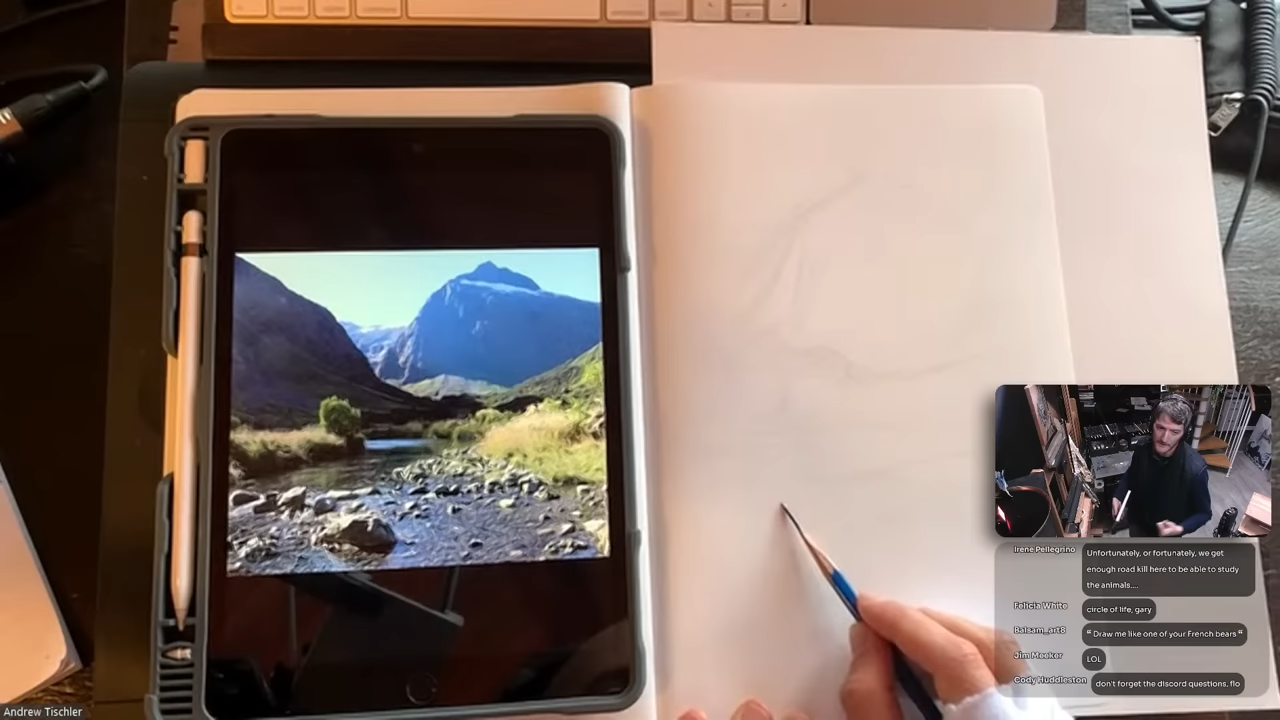 Irene Pellegrino
Unfortunately, or fortunately, we get
enough road kill here to be able to study
the animals....
Felicia White
circle of life, gary
Balsam_art8
“ Draw me like one of your French bears “
Jim Meeker
LOL
Cody Huddleston
don't forget the discord questions, flo
Andrew Tischler